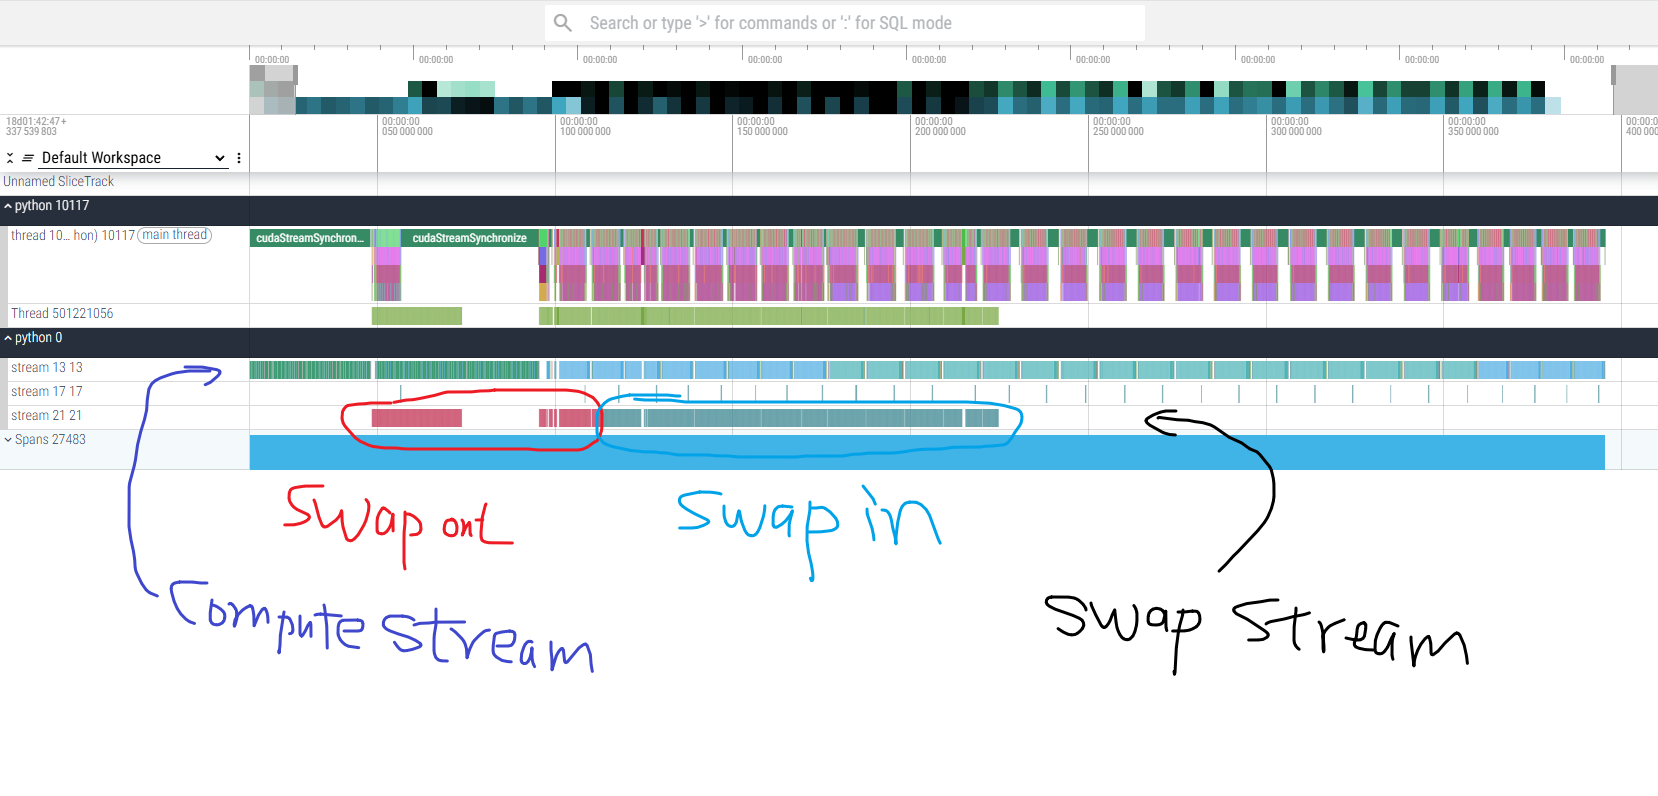 Search or type '>' for commands or ':' for SQL mode
00:00:00 00:00:00 00:00:00 00:00:00 00:00:00 00:00:00 00:00:00 00:00:00 00:00:00
18d01:42:47+ 00:00:00 00:00:00 00:00:00 00:00:00 00:00:00 00:00:00 00:00:00 00:00:0
337 539 803 050 000 000 100 000 000 150 000 000 200 000 000 250 000 000 300 000 000 350 000 000 400 00
Default Workspace
Unnamed SliceTrack
python 10117
thread 10... hon) 10117 main thread cudaStreamSynchron... cudaStreamSynchronize
Thread 501221056
python 0
stream 13 13
stream 17 17
stream 21 21
Spans 27483
Swap out Swap in
Compute Stream Swap Stream